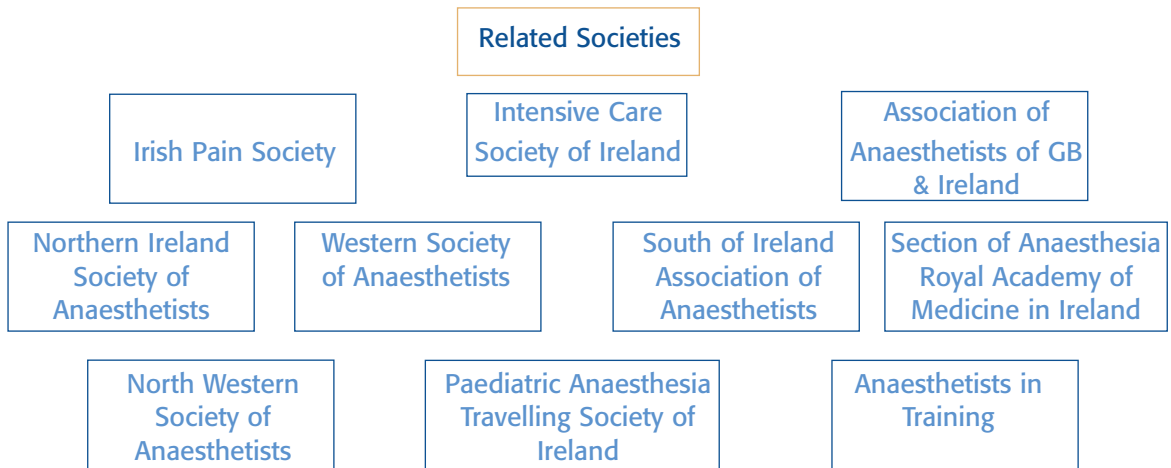 Related Societies
Irish Pain Society
Intensive Care
Society of Ireland
Association of
Anaesthetists of GB
& Ireland
Northern Ireland
Society of
Anaesthetists
Western Society
of Anaesthetists
South of Ireland
Association of
Anaesthetists
Section of Anaesthesia
Royal Academy of
Medicine in Ireland
North Western
Society of
Anaesthetists
Paediatric Anaesthesia
Travelling Society of
Ireland
Anaesthetists in
Training